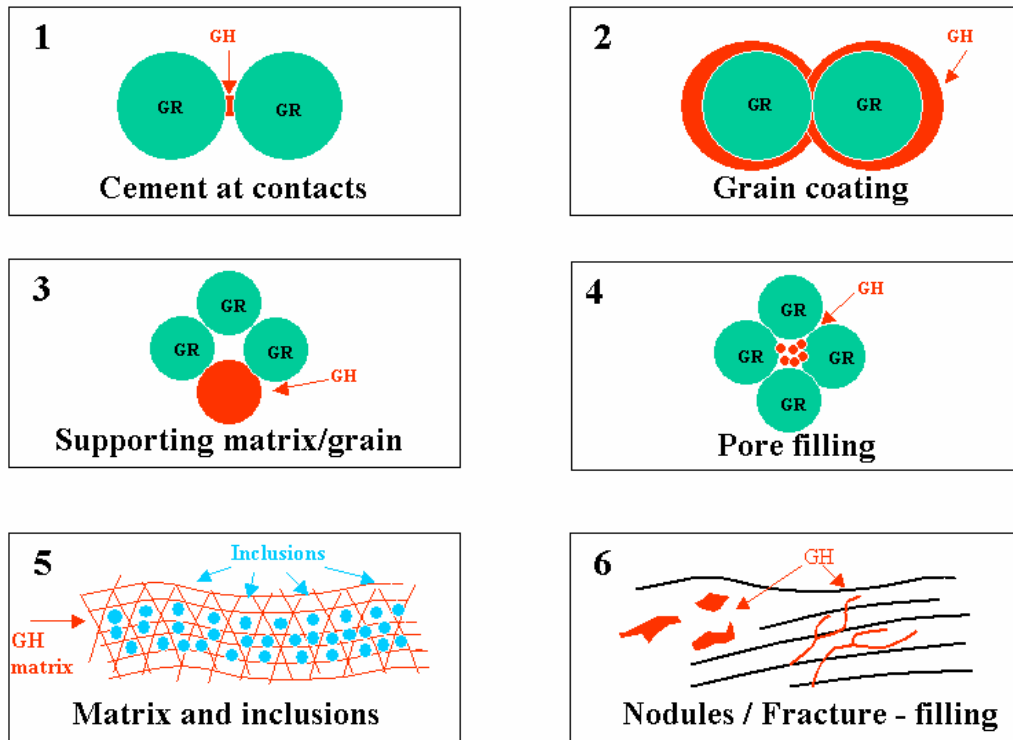 1
GH
GR
GR
Cement at contacts
2
GH
GR
GR
Grain coating
3
GR
GR
GR
GH
Supporting matrix/grain
4
GH
GR
GR
GR
GR
Pore filling
5
Inclusions
GH
matrix
Matrix and inclusions
6
GH
Nodules / Fracture - filling